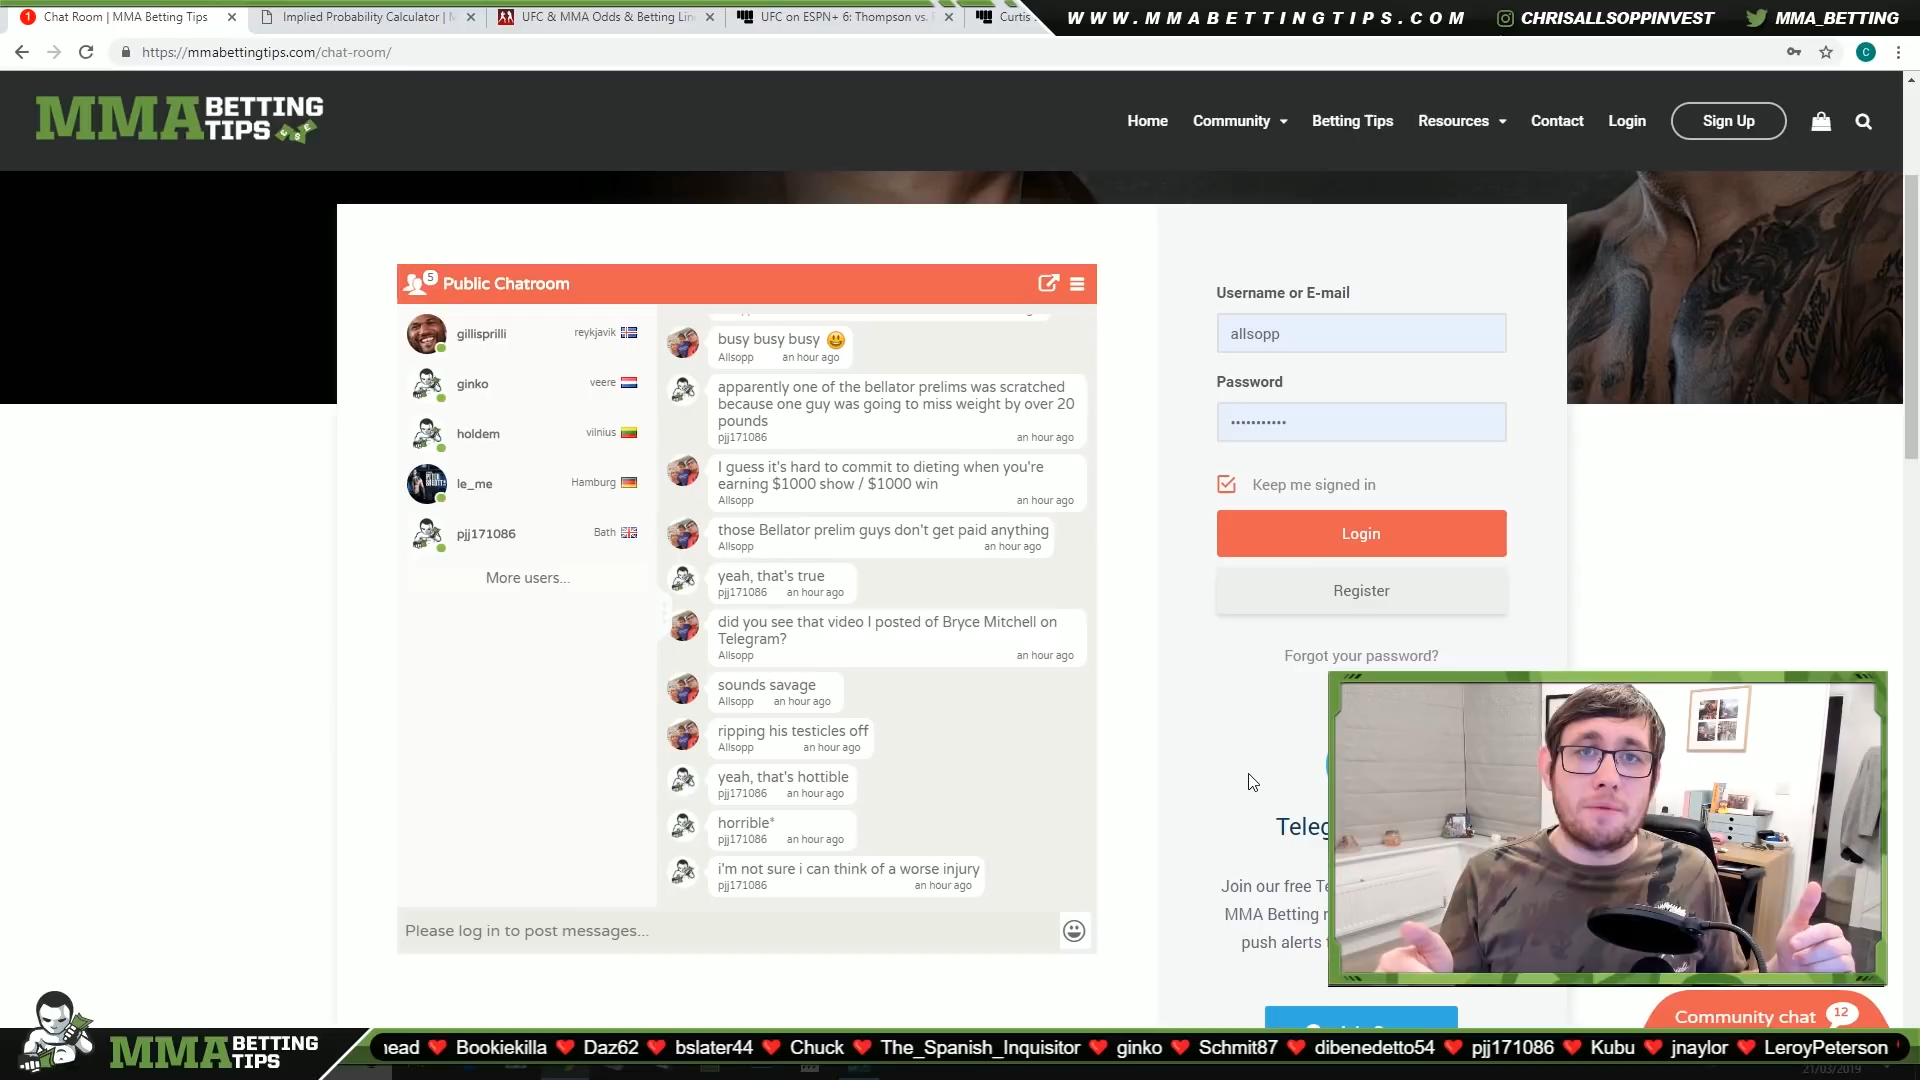 Chat Room | MMA Betting Tips
Implied Probability Calculator |
UFC & MMA Odds & Betting Lin
UFC on ESPN+ 6: Thompson vs.
Curtis
WWW.MMABETTINGTIPS.COM
CHRISALLSOPPINVEST
MMA_BETTING
https://mmabettingtips.com/chat-room/
C
MMA BETTING TIPS
Home
Community
Betting Tips
Resources
Contact
Login
Sign Up
5
Public Chatroom
gillisprilli
reykjavik
ginko
veere
holdem
vilnius
le_me
Hamburg
pjj171086
Bath
More users...
busy busy busy
Allsopp an hour ago
apparently one of the bellator prelims was scratched
because one guy was going to miss weight by over 20
pounds
pjj171086 an hour ago
I guess it's hard to commit to dieting when you're
earning $1000 show / $1000 win
Allsopp an hour ago
those Bellator prelim guys don't get paid anything
Allsopp an hour ago
yeah, that's true
pjj171086 an hour ago
did you see that video I posted of Bryce Mitchell on
Telegram?
Allsopp an hour ago
sounds savage
Allsopp an hour ago
ripping his testicles off
Allsopp an hour ago
yeah, that's hottible
pjj171086 an hour ago
horrible*
pjj171086 an hour ago
i'm not sure i can think of a worse injury
pjj171086 an hour ago
Please log in to post messages...
Username or E-mail
allsopp
Password
Keep me signed in
Login
Register
Forgot your password?
Teleg
Join our free Te
MMA Betting
push alerts
Community chat 12
MMA BETTING TIPS
head Bookiekilla Daz62 bslater44 Chuck The_Spanish_Inquisitor ginko Schmit87 dibenedetto54 pjj171086 Kubu jnaylor LeroyPeterson
21/03/2019